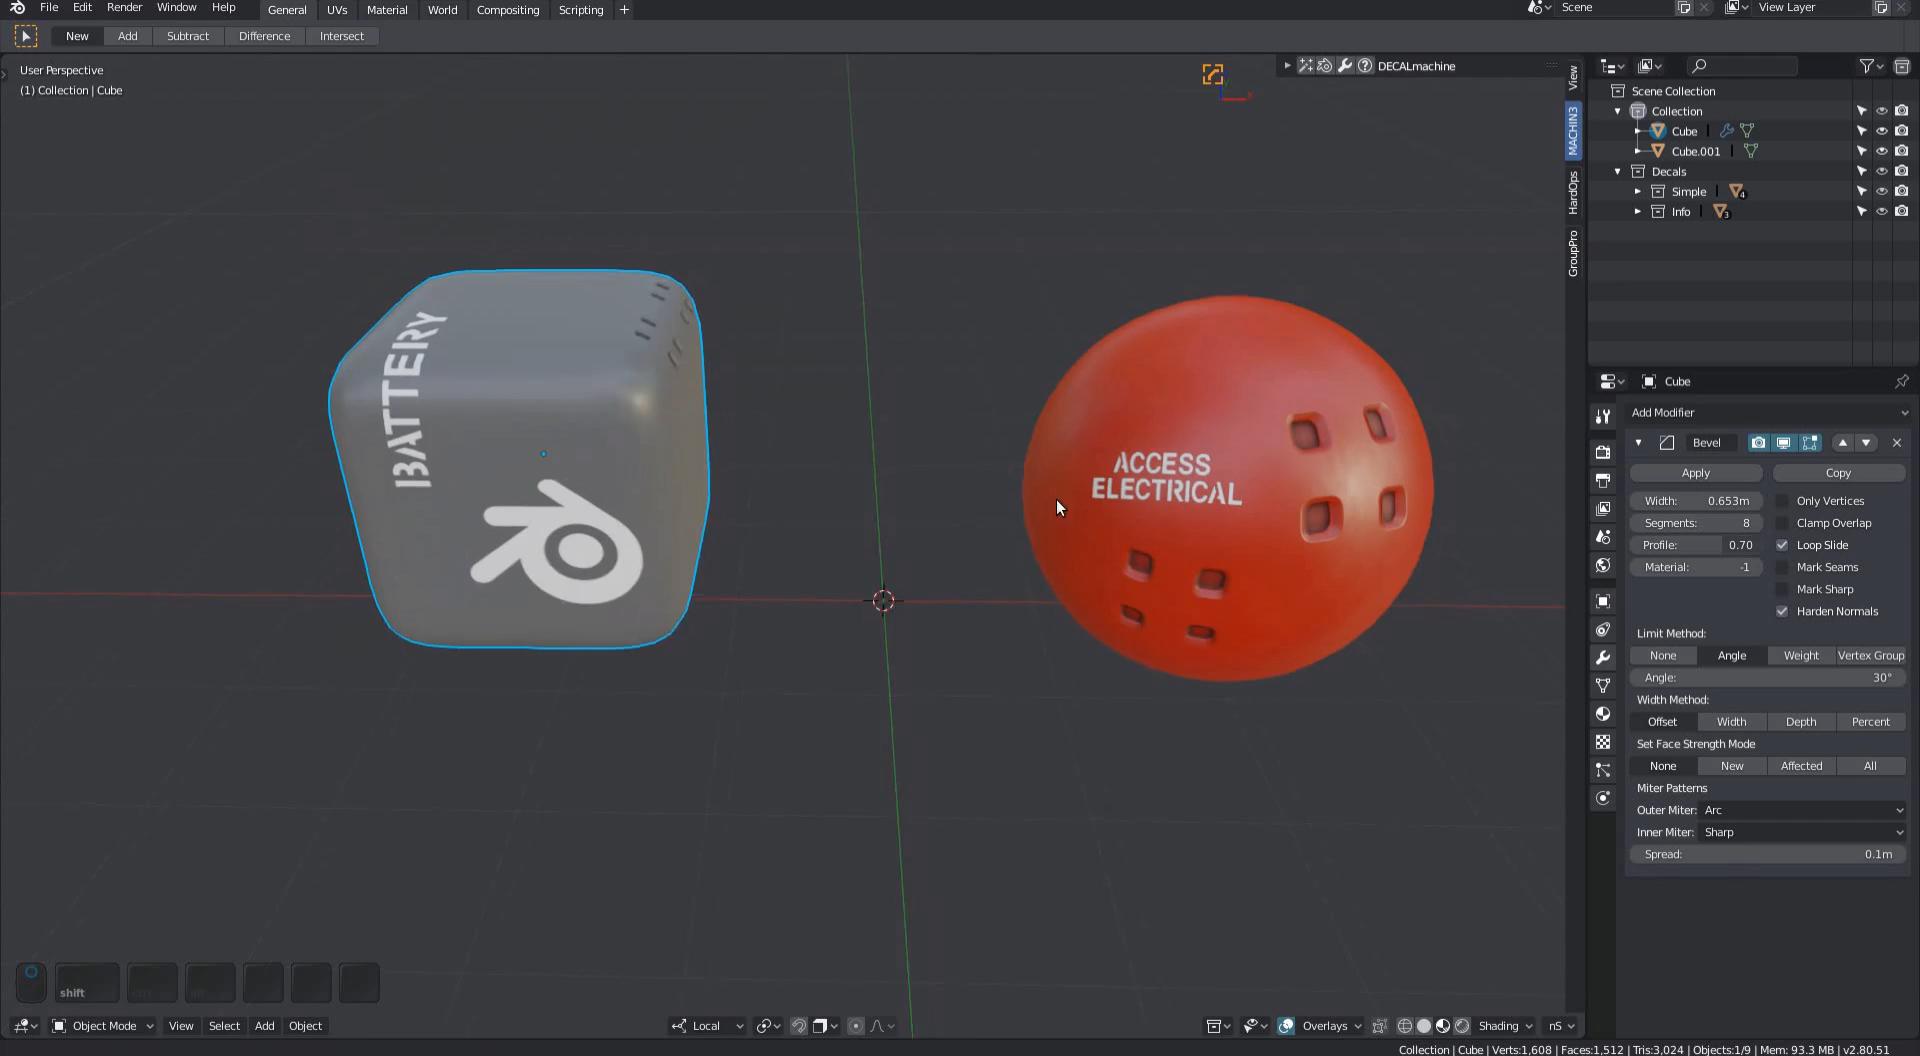 File Edit Render Window Help General UVs Material World Compositing Scripting + Scene View Layer
New Add Subtract Difference Intersect
User Perspective
(1) Collection | Cube
DECALmachine
View
MACHIN3
HardOps
GroupPro
BATTERY
ACCESS
ELECTRICAL
Scene Collection
Collection
Cube
Cube.001
Decals
Simple 4
Info 3
Cube
Add Modifier
Bevel
Apply Copy
Width: 0.653m Only Vertices
Segments: 8 Clamp Overlap
Profile: 0.70 Loop Slide
Material: -1 Mark Seams
Mark Sharp
Harden Normals
Limit Method:
None Angle Weight Vertex Group
Angle: 30°
Width Method:
Offset Width Depth Percent
Set Face Strength Mode
None New Affected All
Miter Patterns
Outer Miter: Arc
Inner Miter: Sharp
Spread: 0.1m
shift
Object Mode View Select Add Object Local Overlays Shading nS
Collection | Cube | Verts:1,608 | Faces:1,512 | Tris:3,024 | Objects:1/9 | Mem: 93.3 MB | v2.80.51